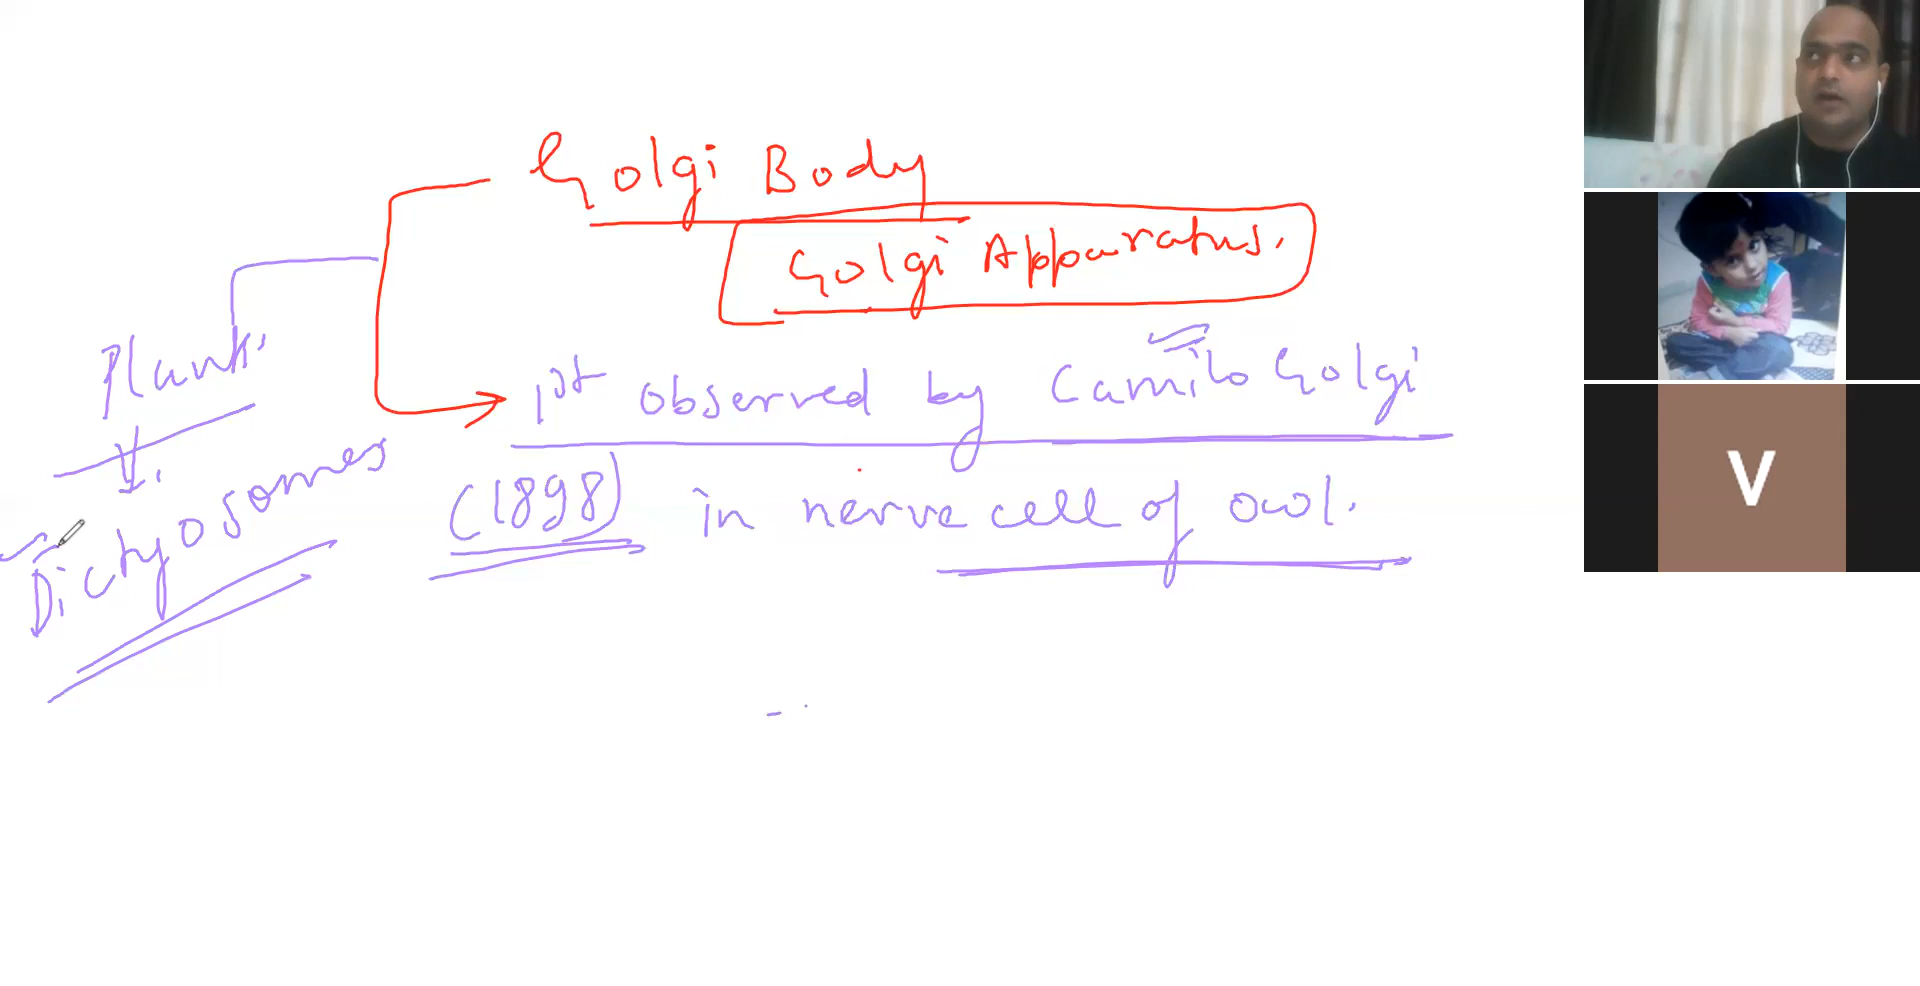 Golgi Body
Golgi Apparatus.
1st observed by Camilo Golgi
(1898) in nerve cell of owl.
Plants
Dictyosomes
V